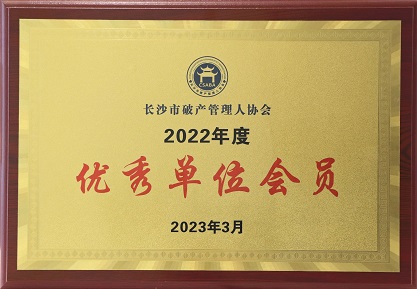 CSABA
长沙市破产管理人协会
2022年度
优秀单位会员
2023年3月